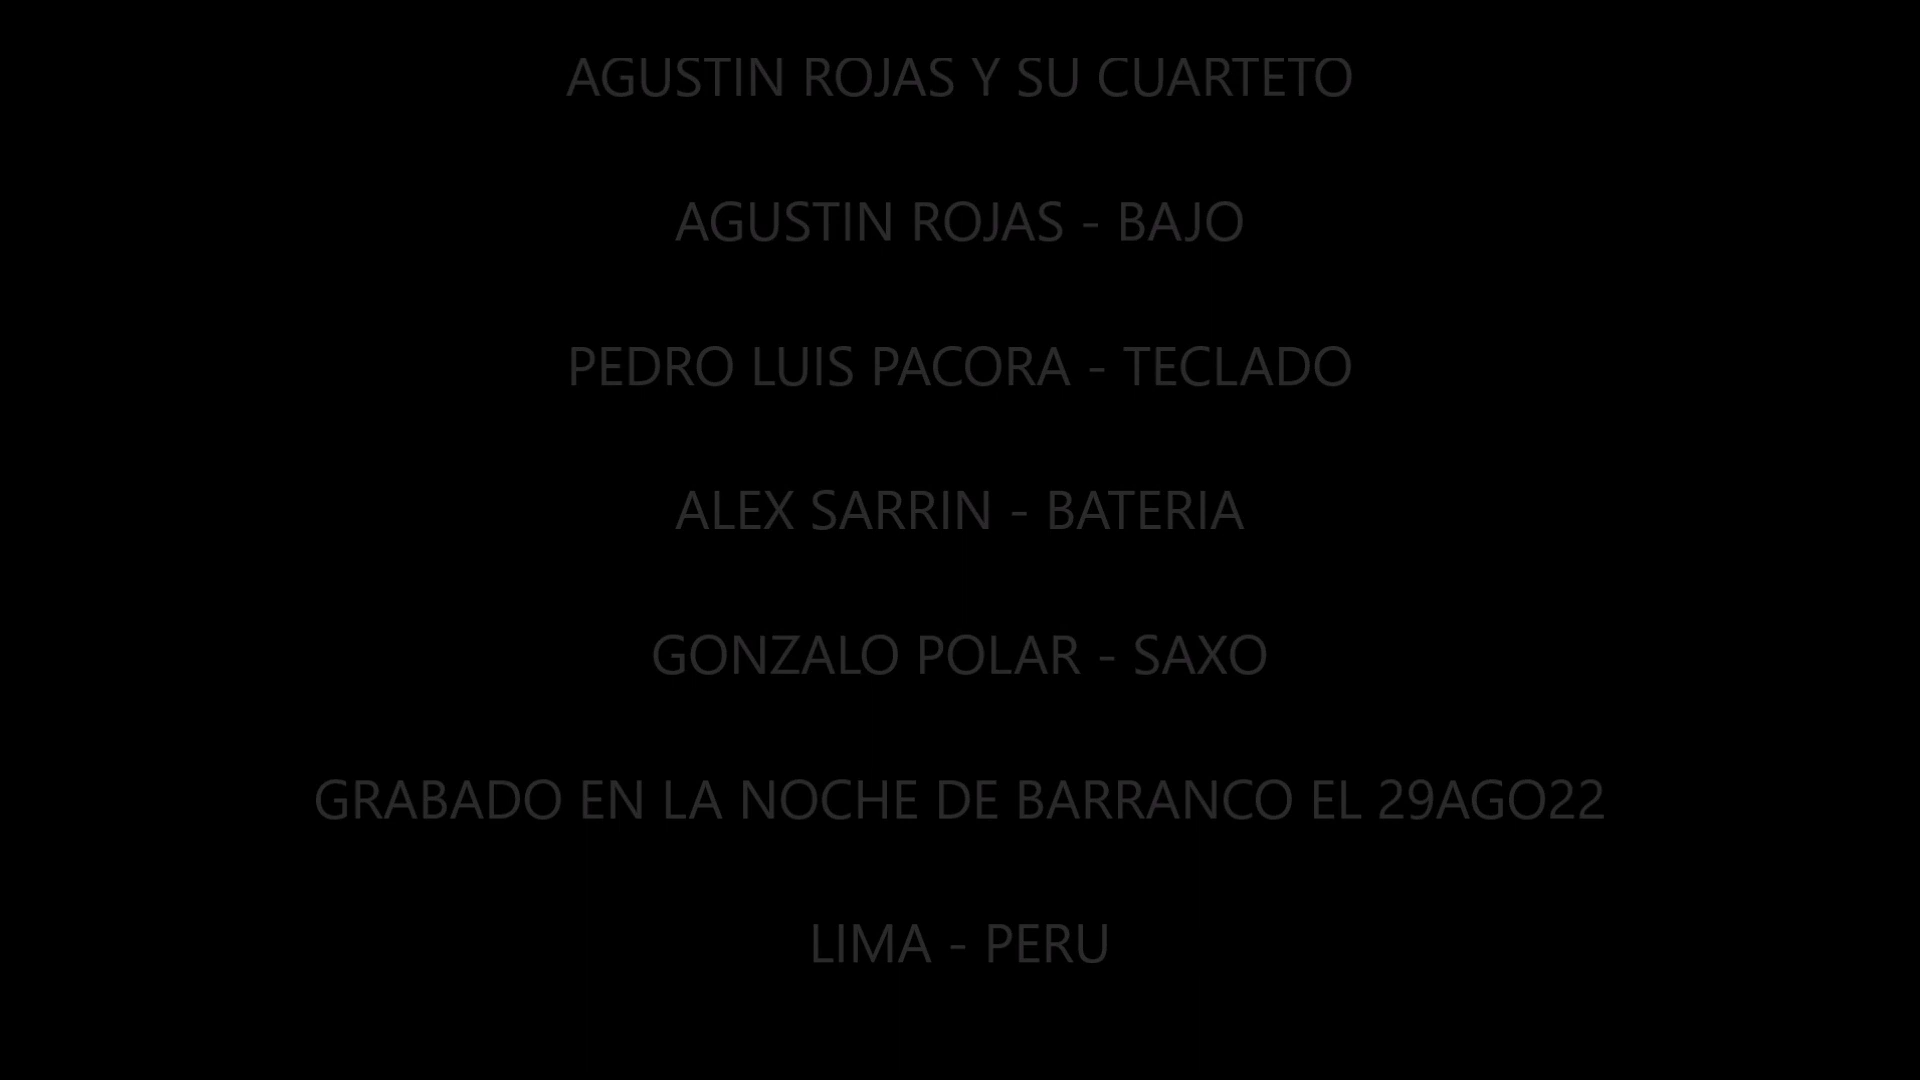 AGUSTIN ROJAS Y SU CUARTETO
AGUSTIN ROJAS - BAJO
PEDRO LUIS PACORA - TECLADO
ALEX SARRIN - BATERIA
GONZALO POLAR - SAXO
GRABADO EN LA NOCHE DE BARRANCO EL 29AGO22
LIMA - PERU